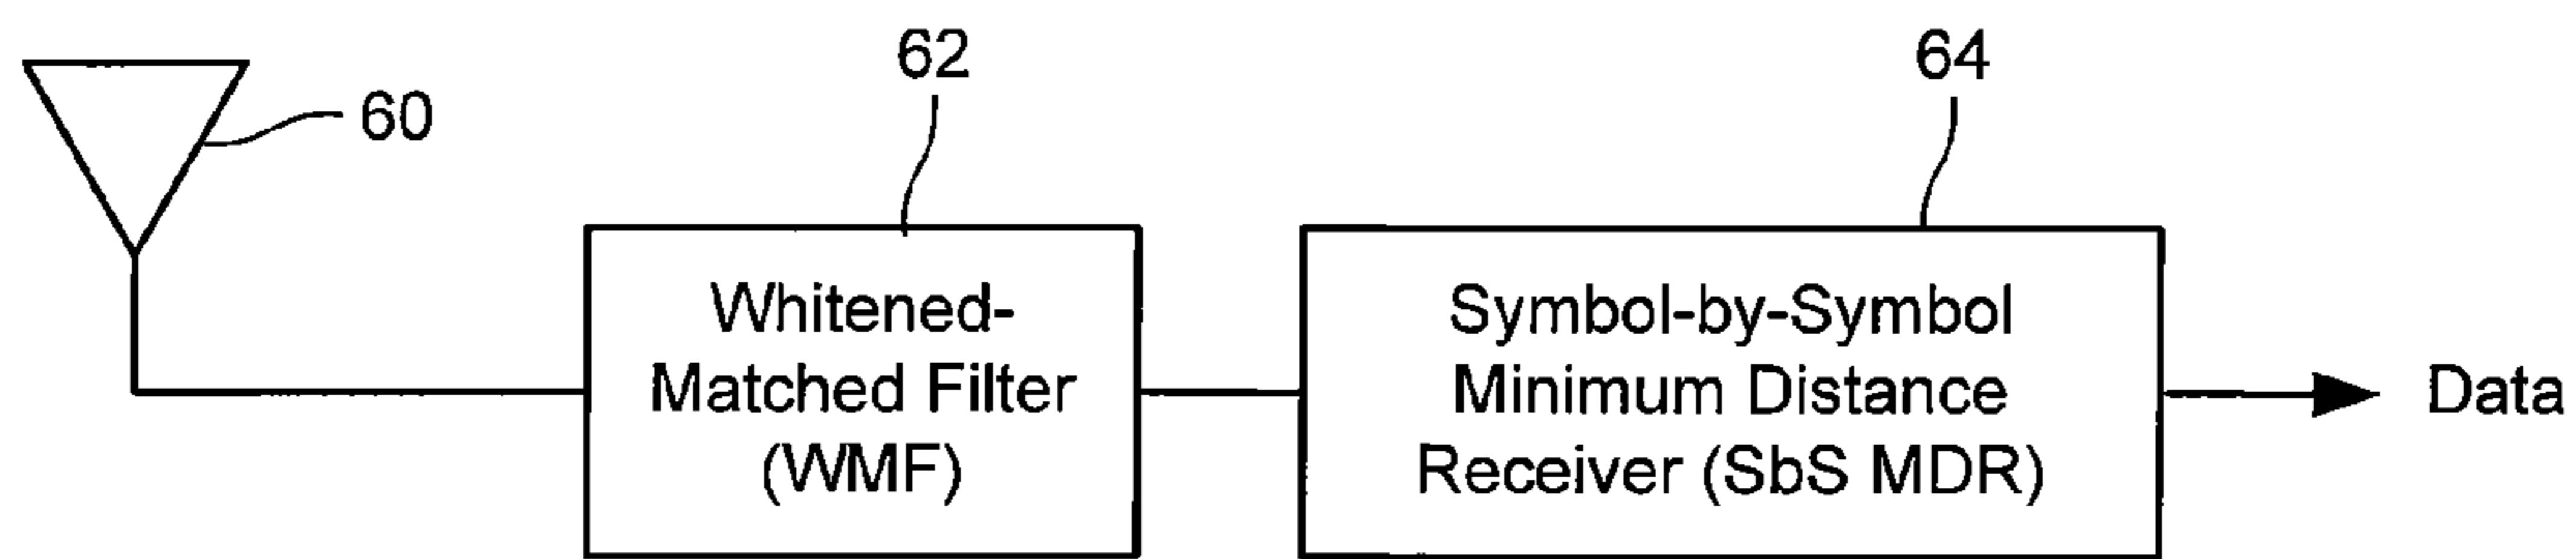 60
62
Whitened-
Matched Filter
(WMF)
64
Symbol-by-Symbol
Minimum Distance
Receiver (SbS MDR)
Data